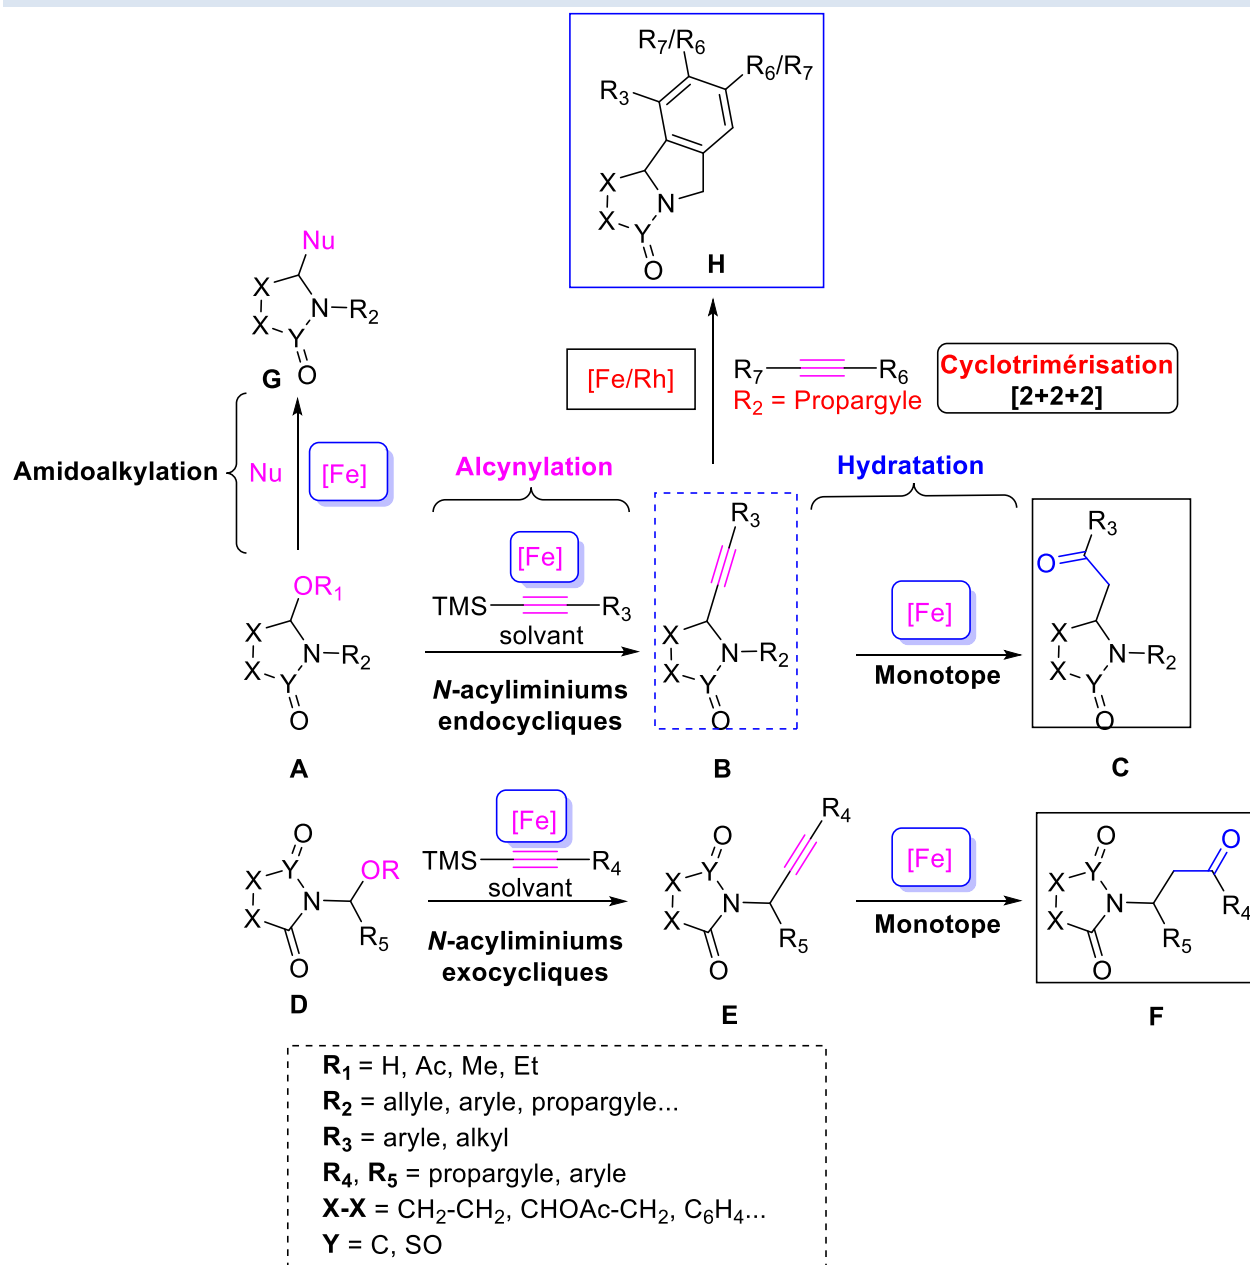 R7/R6
R6/R7
R3
X
N
X
Y
O
H
Nu
X
N-R2
X
Y
O
G
[Fe/Rh]
R7 R6
R2 = Propargyle
Cyclotrimérisation
[2+2+2]
Amidoalkylation
Nu
[Fe]
Alcynylation
Hydratation
[Fe]
TMS R3
solvant
N-acyliminiums
endocycliques
OR1
X
N-R2
X
Y
O
A
R3
X
N-R2
X
Y
O
B
[Fe]
Monotope
R3
O
X
N-R2
X
Y
O
C
O
Y
X
OR
N
X
R5
O
D
[Fe]
TMS R4
solvant
N-acyliminiums
exocycliques
R4
O
Y
X
N
X
R5
O
E
[Fe]
Monotope
O
Y
X
O
N
X
R4
R5
O
F
R1 = H, Ac, Me, Et
R2 = allyle, aryle, propargyle...
R3 = aryle, alkyl
R4, R5 = propargyle, aryle
X-X = CH2-CH2, CHOAc-CH2, C6H4...
Y = C, SO